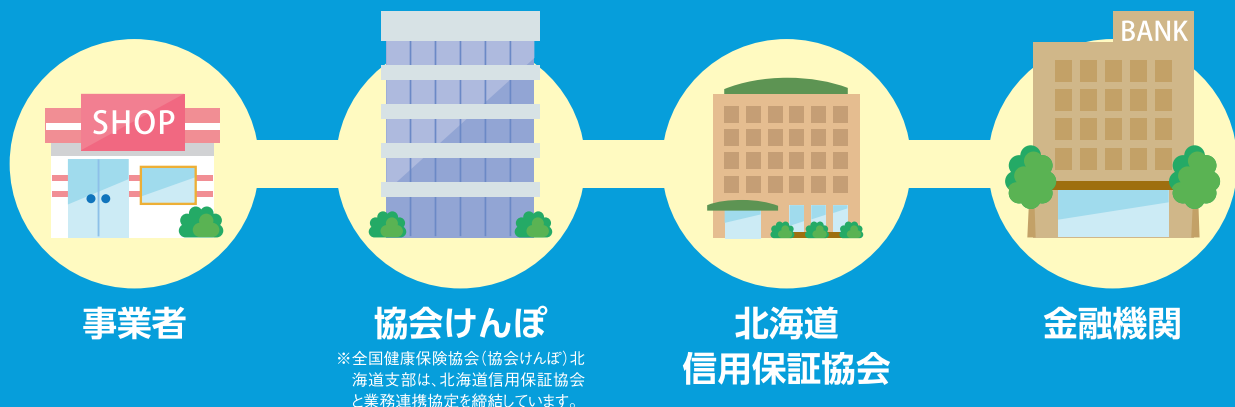 SHOP
BANK
事業者
協会けんぽ
※全国健康保険協会(協会けんぽ)北
海道支部は、北海道信用保証協会
と業務連携協定を締結しています。
北海道
信用保証協会
金融機関